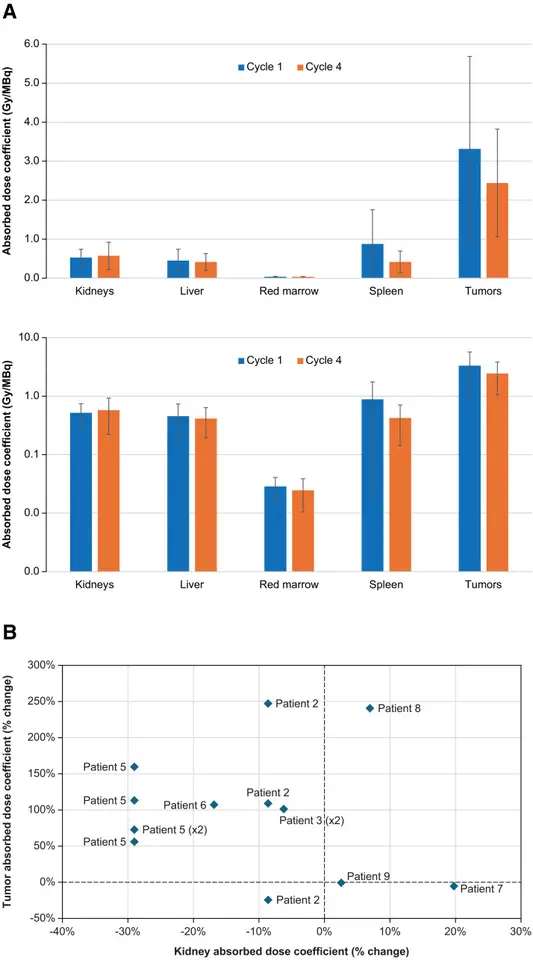 A
Absorbed dose coefficient (Gy/MBq)
6.0
5.0
4.0
3.0
2.0
1.0
0.0
Cycle 1 Cycle 4
Kidneys Liver Red marrow Spleen Tumors
Absorbed dose coefficient (Gy/MBq)
10.0
1.0
0.1
0.0
0.0
Cycle 1 Cycle 4
Kidneys Liver Red marrow Spleen Tumors
B
Tumor absorbed dose coefficient (% change)
300%
250%
200%
150%
100%
50%
0%
-50%
Patient 2
Patient 8
Patient 5
Patient 2
Patient 5
Patient 6
Patient 3 (x2)
Patient 5 (x2)
Patient 5
Patient 9
Patient 7
Patient 2
-40% -30% -20% -10% 0% 10% 20% 30%
Kidney absorbed dose coefficient (% change)